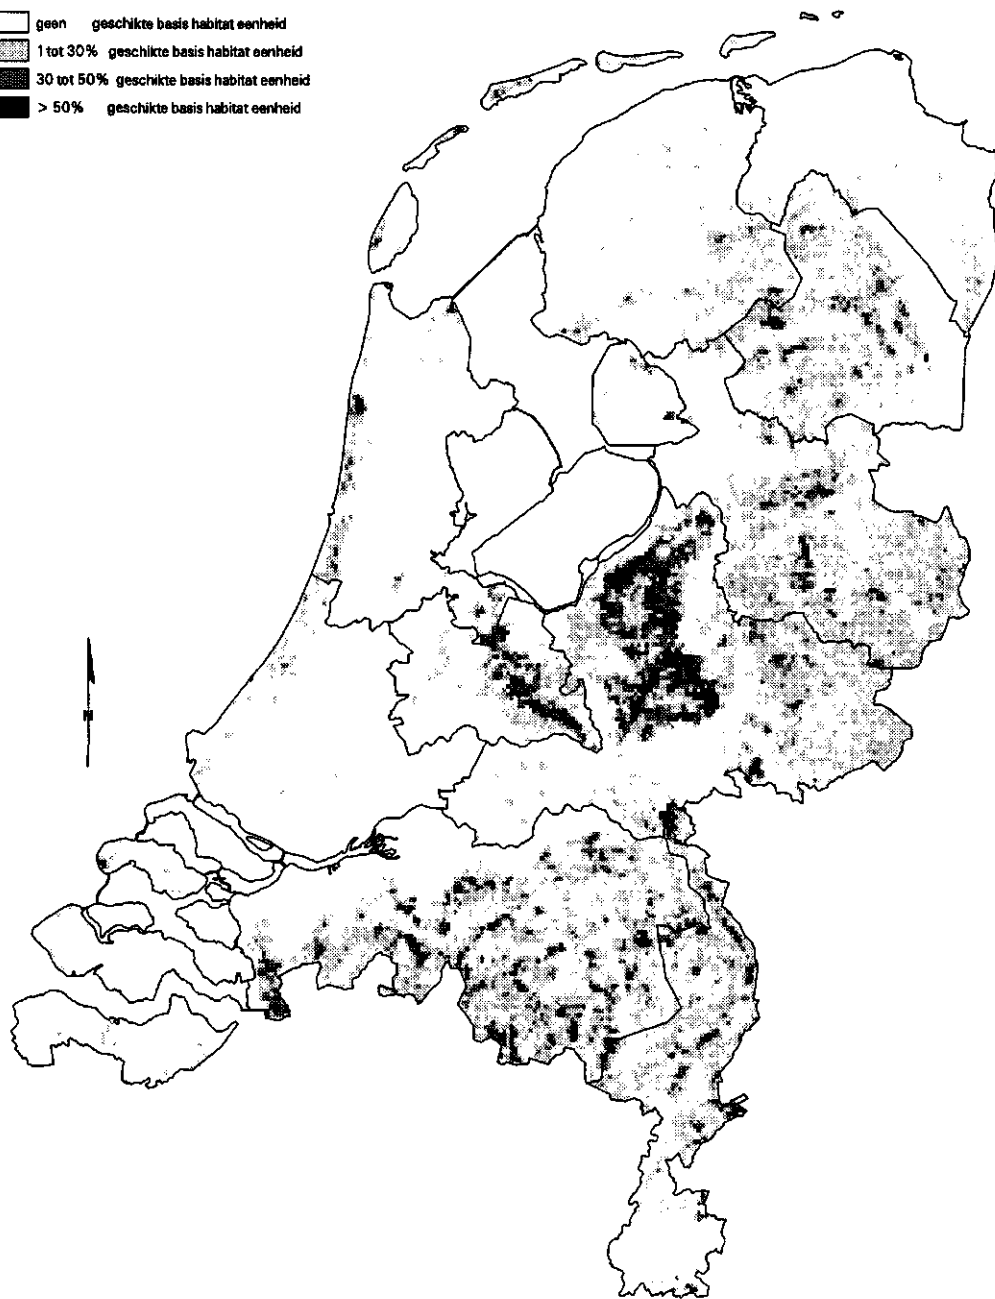 geen geschikte basis habitat eenheid
1 tot 30% geschikte basis habitat eenheid
30 tot 50% geschikte basis habitat eenheid
> 50% geschikte basis habitat eenheid
N